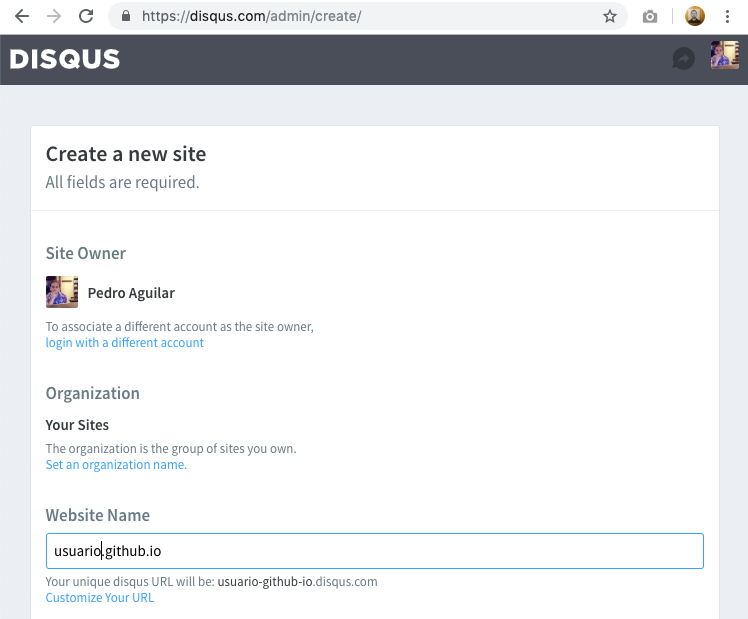 https://disqus.com/admin/create/
DISQUS
Create a new site
All fields are required.
Site Owner
Pedro Aguilar
To associate a different account as the site owner,
login with a different account
Organization
Your Sites
The organization is the group of sites you own.
Set an organization name.
Website Name
usuario.github.io
Your unique disqus URL will be: usuario-github-io.disqus.com
Customize Your URL